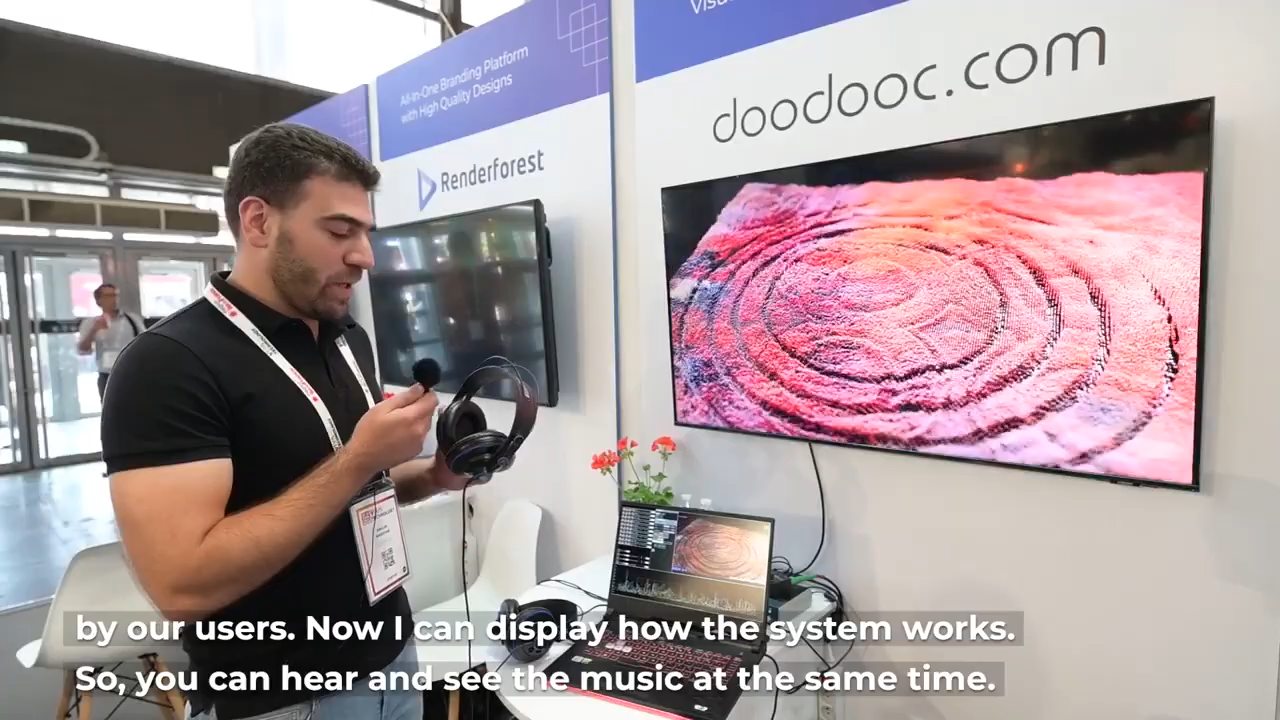 All-In-One Branding Platform
with High Quality Designs
Renderforest
doodooc.com
by our users. Now I can display how the system works.
So, you can hear and see the music at the same time.